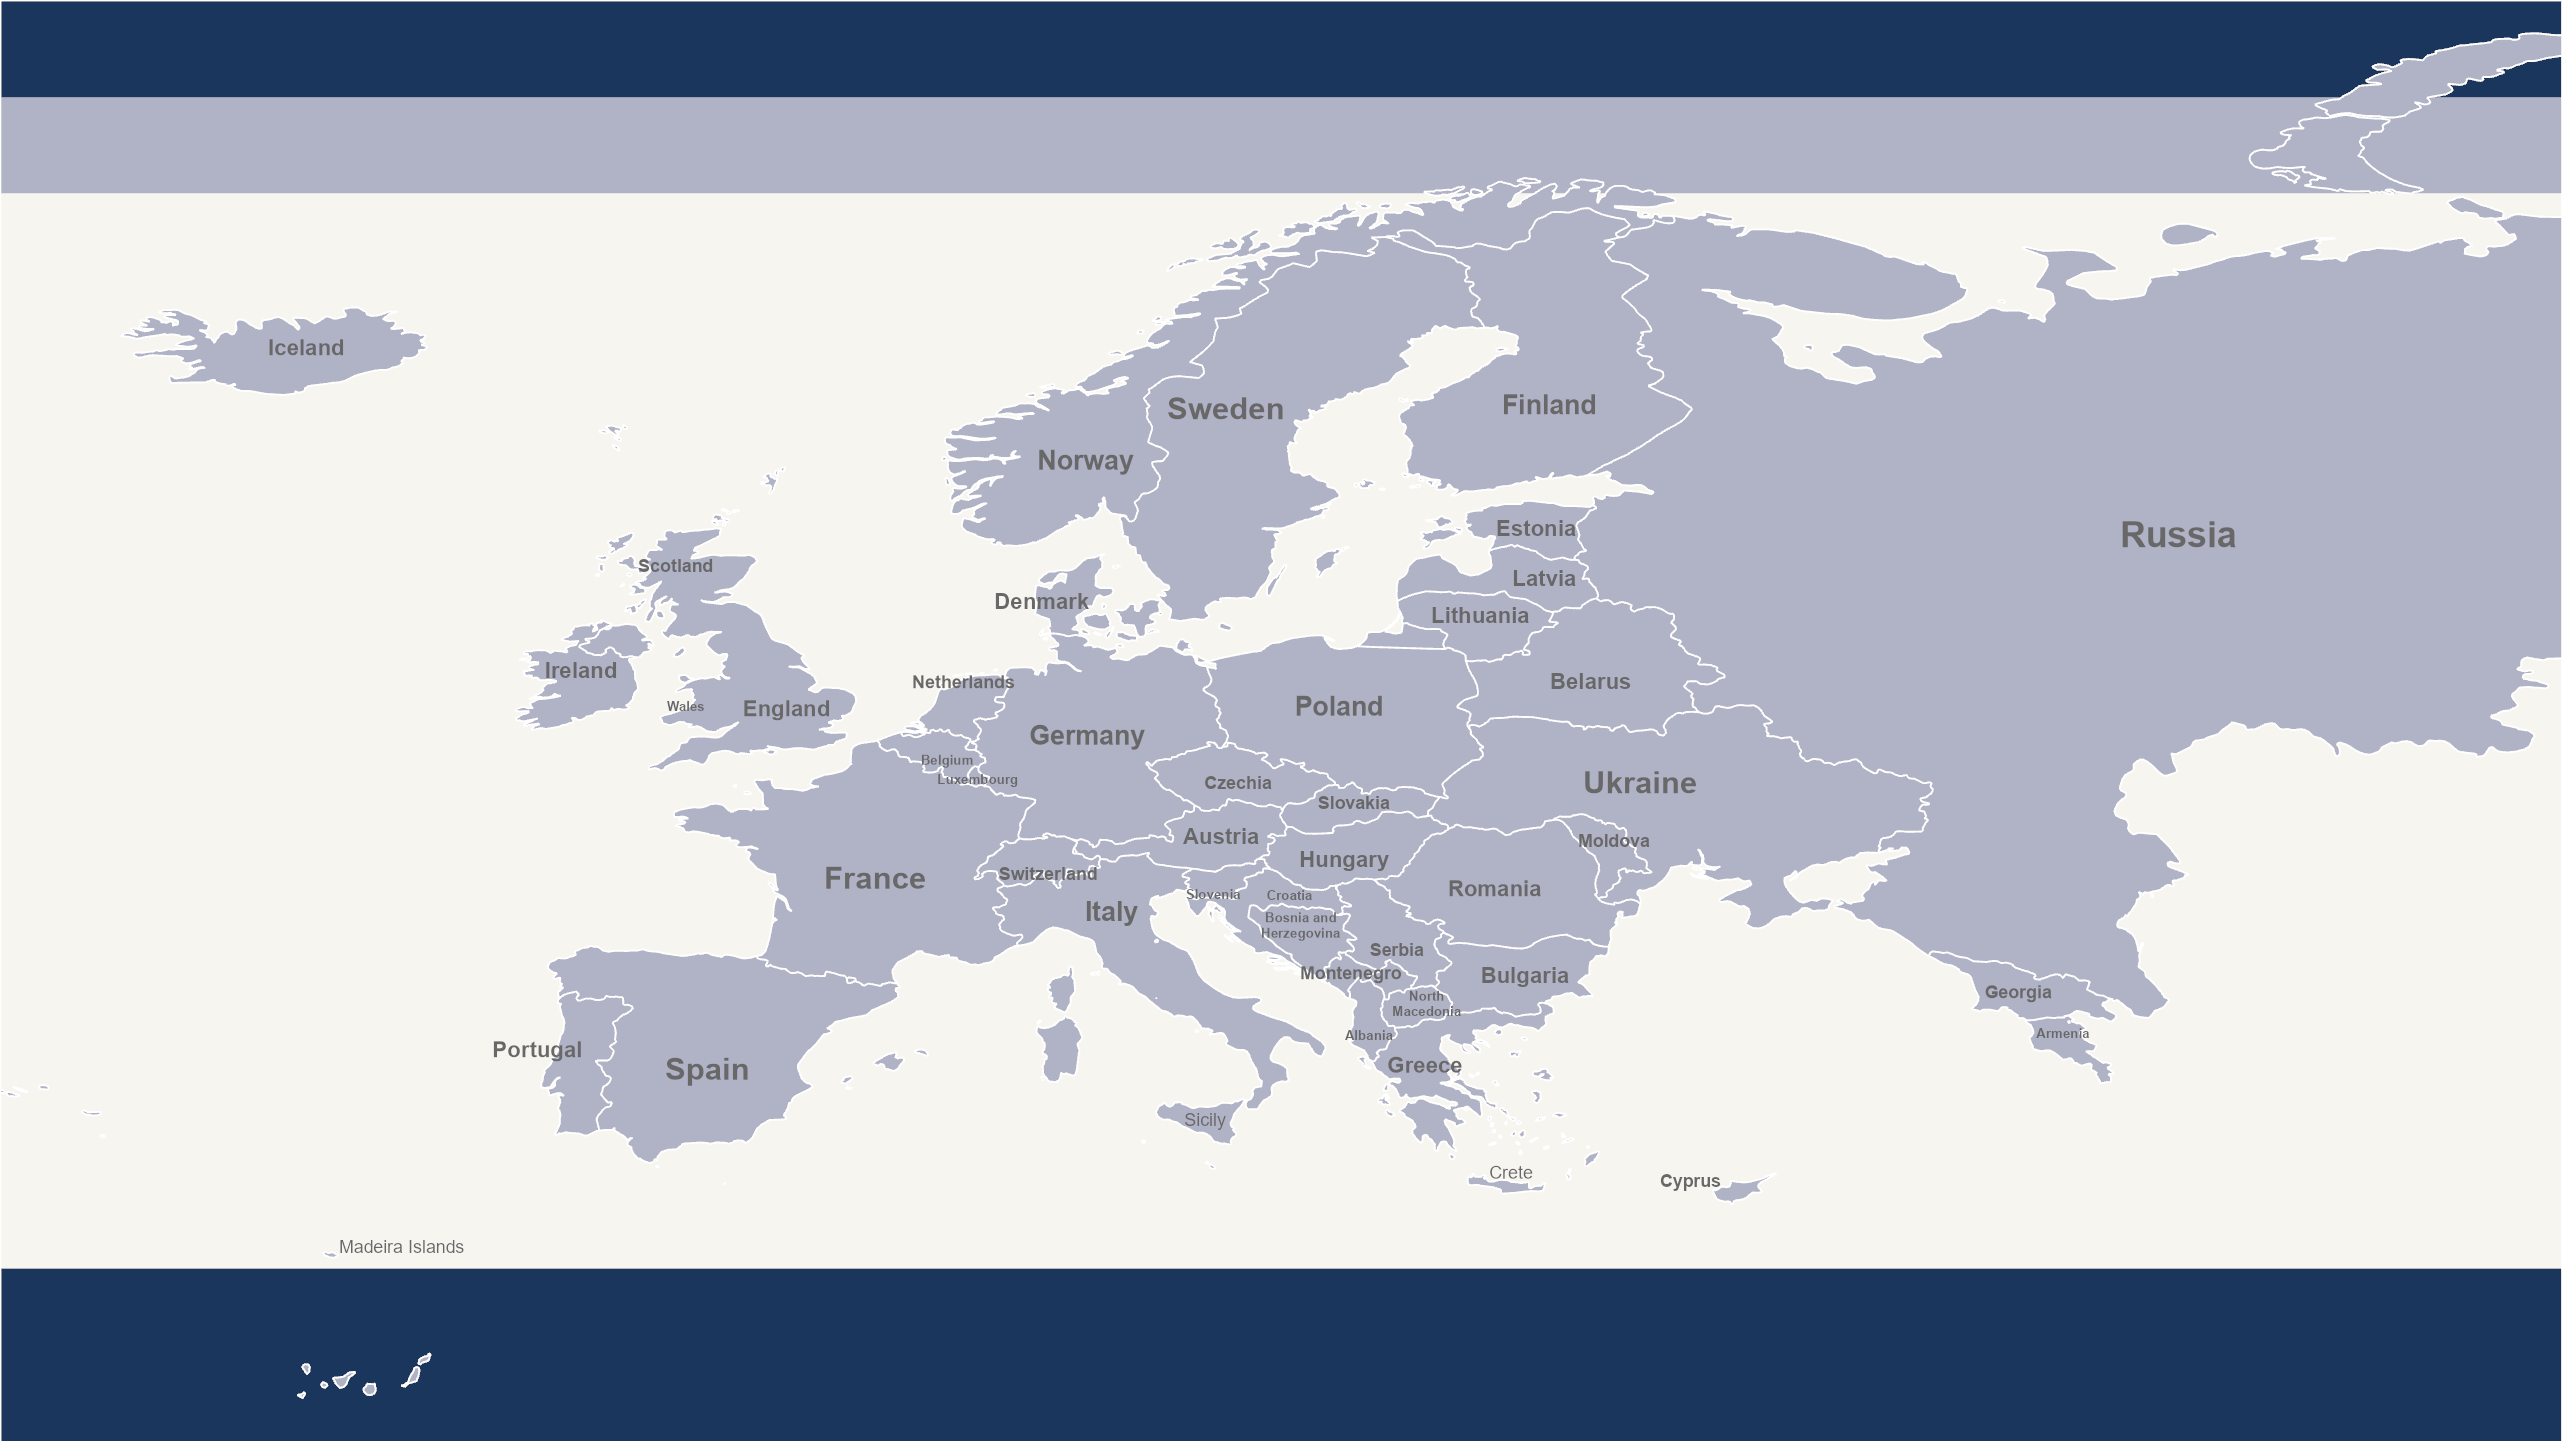 Iceland
Sweden
Finland
Norway
Estonia
Russia
Scotland
Latvia
Denmark
Lithuania
Ireland
Netherlands
Belarus
Wales
England
Poland
Germany
Belgium
Luxembourg
Czechia
Ukraine
Slovakia
Austria
Moldova
Hungary
Switzerland
France
Romania
Slovenia
Croatia
Italy
Bosnia and
Herzegovina
Serbia
Montenegro
Bulgaria
North
Macedonia
Georgia
Armenia
Albania
Portugal
Spain
Greece
Sicily
Crete
Cyprus
Madeira Islands